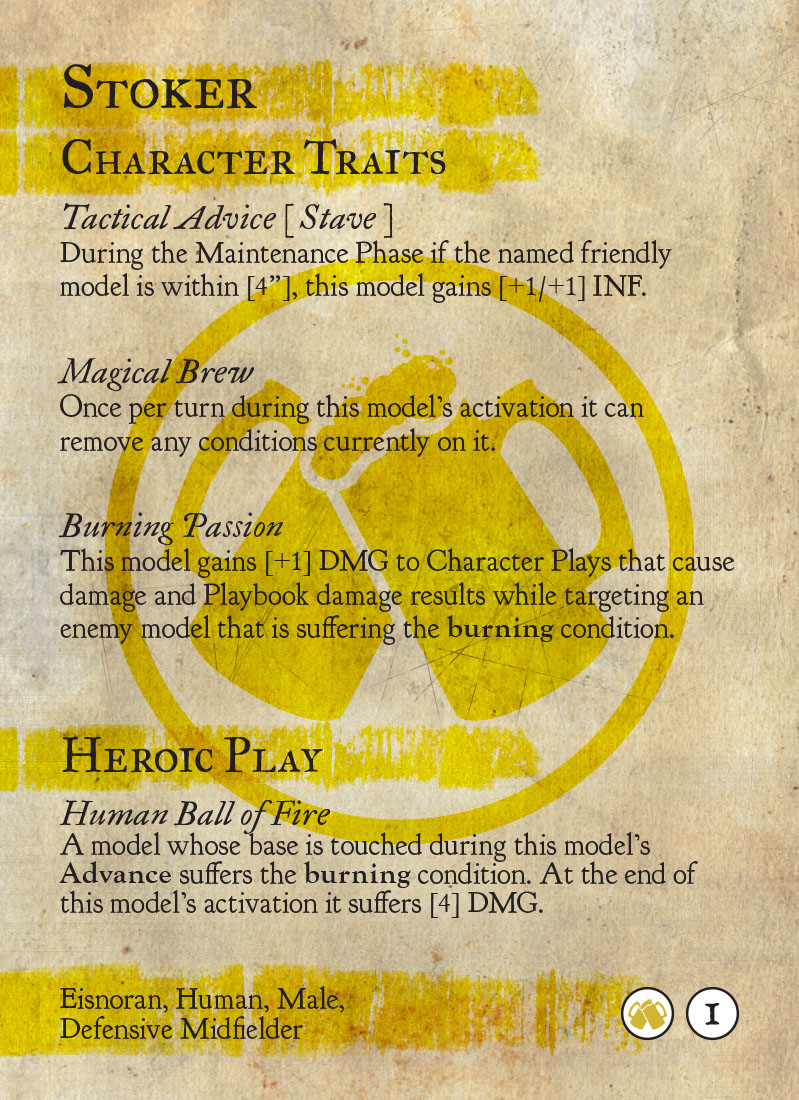 Stoker
Character Traits
Tactical Advice [ Stave ]
During the Maintenance Phase if the named friendly
model is within [4”], this model gains [+1/+1] INF.
Magical Brew
Once per turn during this model’s activation it can
remove any conditions currently on it.
Burning Passion
This model gains [+1] DMG to Character Plays that cause
damage and Playbook damage results while targeting an
enemy model that is suffering the burning condition.
Heroic Play
Human Ball of Fire
A model whose base is touched during this model’s
Advance suffers the burning condition. At the end of
this model’s activation it suffers [4] DMG.
Eisnoran, Human, Male,
Defensive Midfielder
1